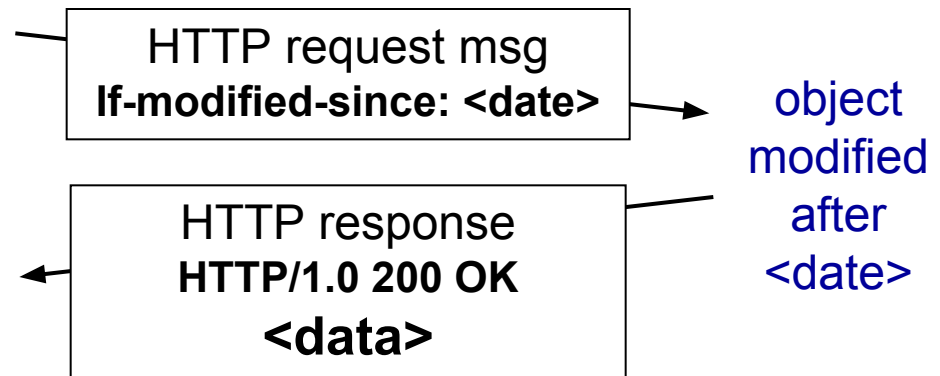 HTTP request msg
If-modified-since: <date>
object
modified
after
<date>
HTTP response
HTTP/1.0 200 OK
<data>